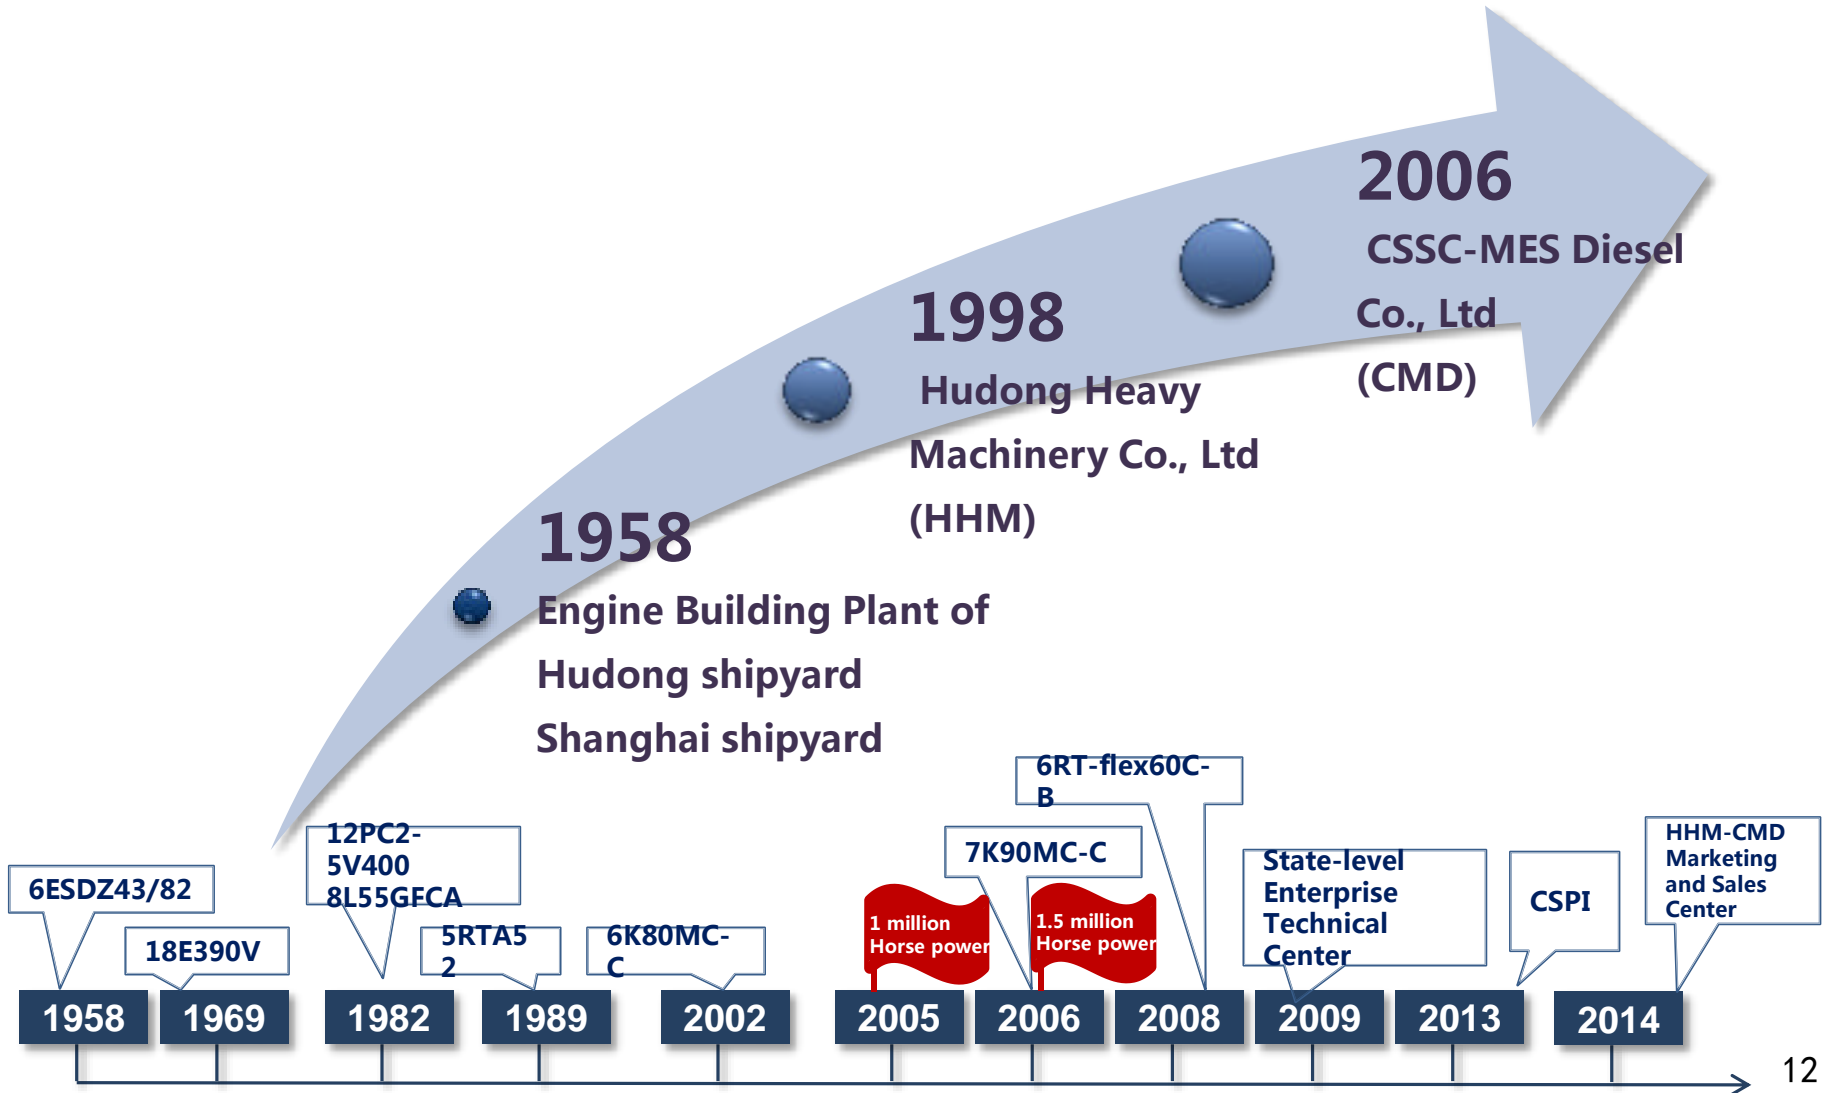 2006
CSSC-MES Diesel
Co., Ltd
(CMD)
1998
Hudong Heavy
Machinery Co., Ltd
(HHM)
1958
Engine Building Plant of
Hudong shipyard
Shanghai shipyard
6ESDZ43/82
18E390V
12PC2-
5V400
8L55GFCA
5RTA5
2
6K80MC-
C
1 million
Horse power
7K90MC-C
1.5 million
Horse power
6RT-flex60C-
B
State-level
Enterprise
Technical
Center
CSPI
HHM-CMD
Marketing
and Sales
Center
1958
1969
1982
1989
2002
2005
2006
2008
2009
2013
2014
12